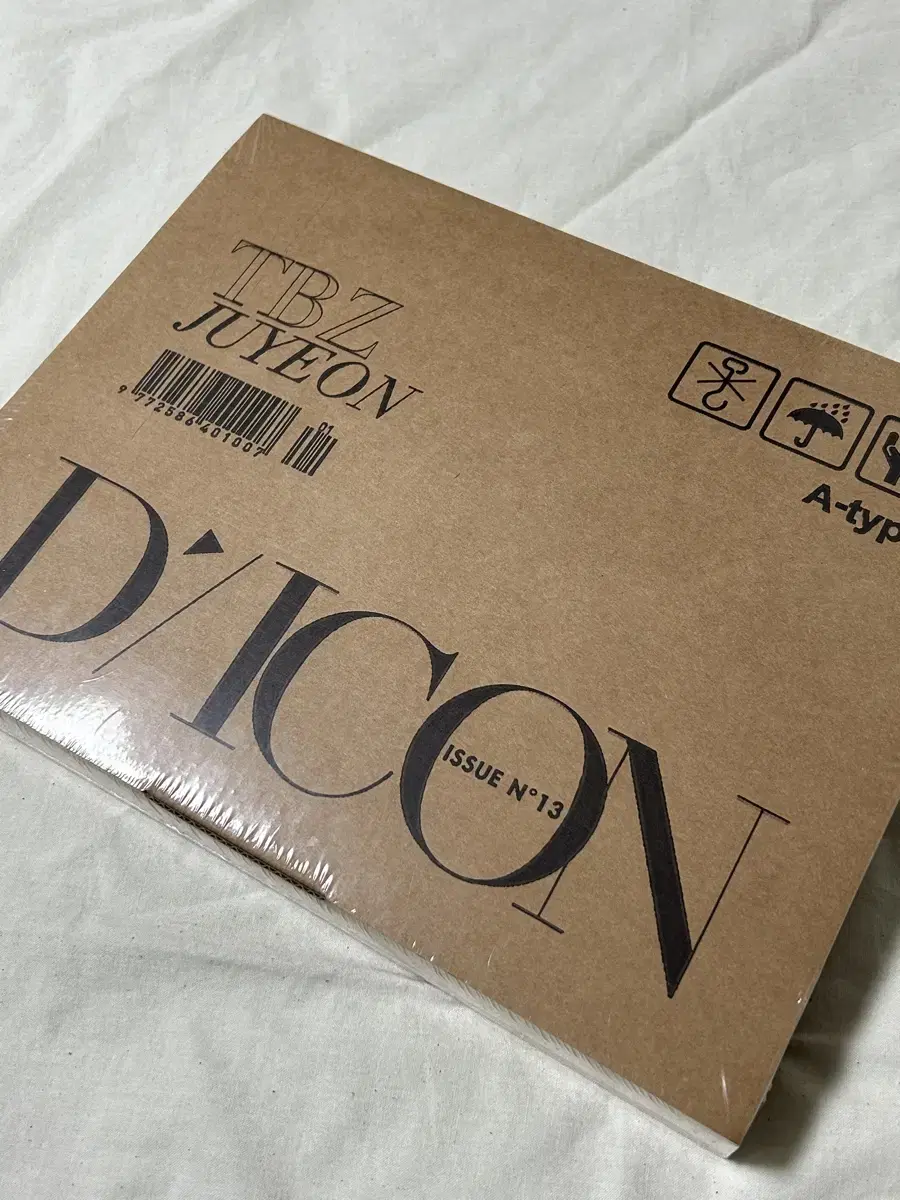 TBZ
JUYEON
01
9 772586 401007
A-typ
D'/ICON
ISSUE N°13